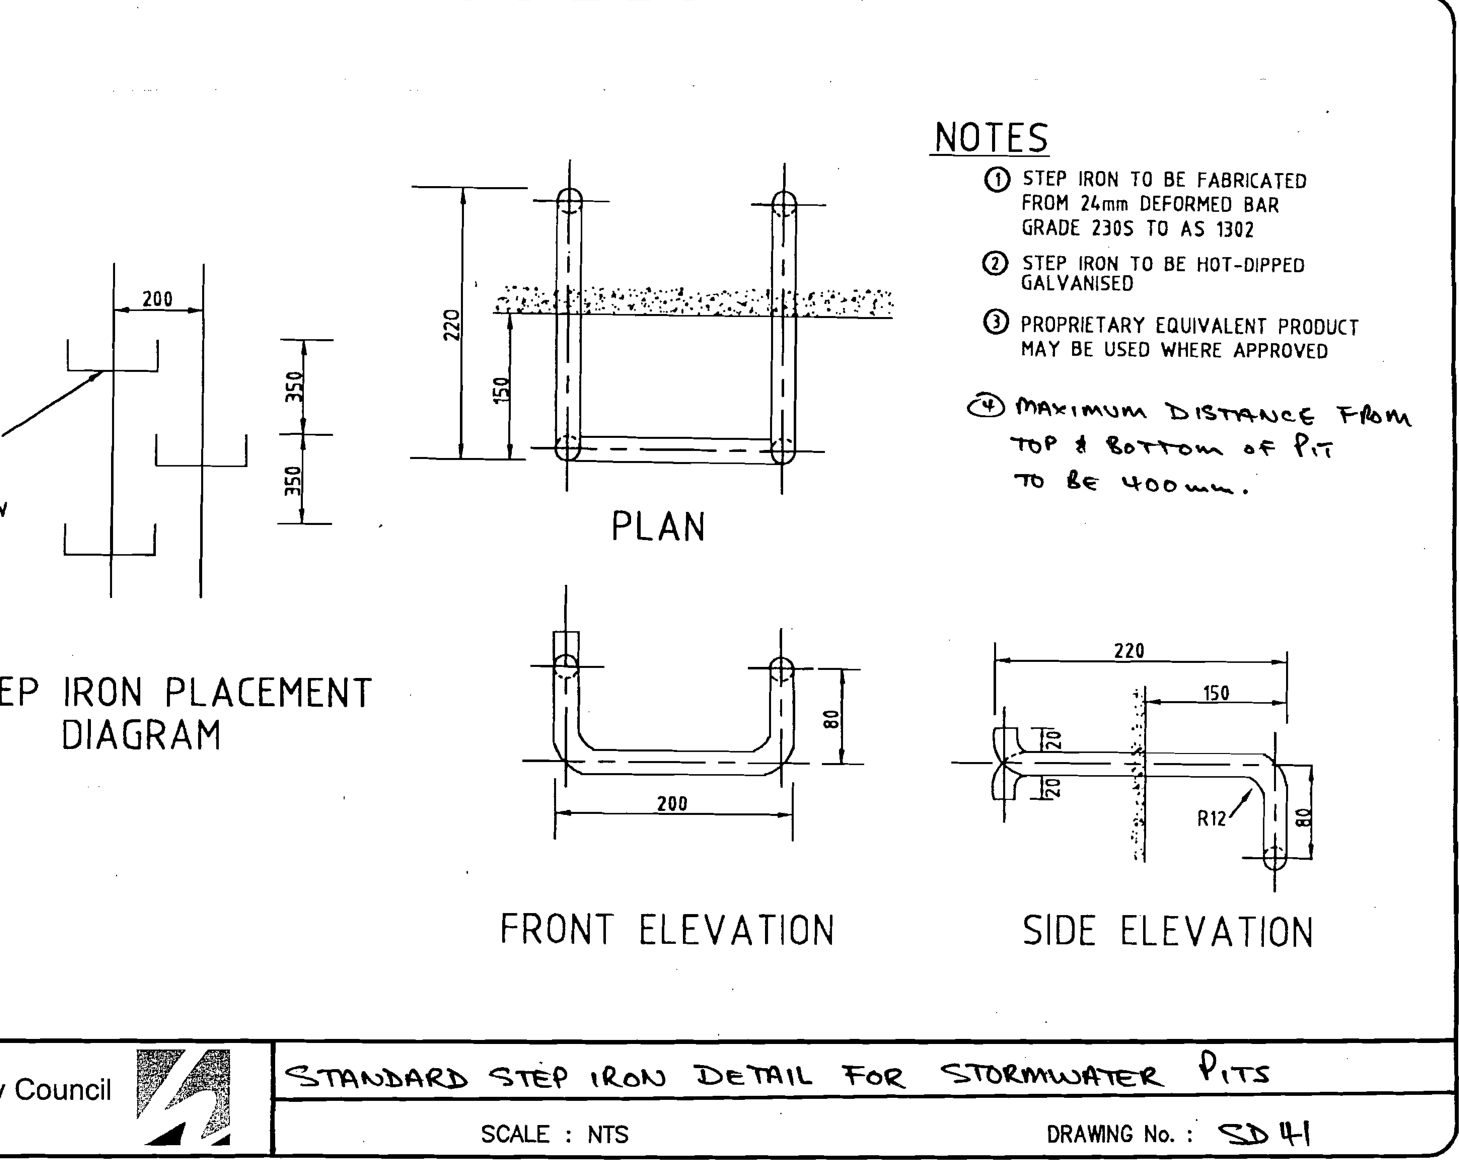 NOTES
① STEP IRON TO BE FABRICATED
FROM 24mm DEFORMED BAR
GRADE 230S TO AS 1302
② STEP IRON TO BE HOT-DIPPED
GALVANISED
③ PROPRIETARY EQUIVALENT PRODUCT
MAY BE USED WHERE APPROVED
④ MAXIMUM DISTANCE FROM
TOP & BOTTOM OF PIT
TO BE 400mm.
200
350
350
EP IRON PLACEMENT
DIAGRAM
220
150
PLAN
80
200
FRONT ELEVATION
220
150
20
20
R12
80
SIDE ELEVATION
Council
STANDARD STEP IRON DETAIL FOR STORMWATER PITS
SCALE : NTS
DRAWING No. : SD 41